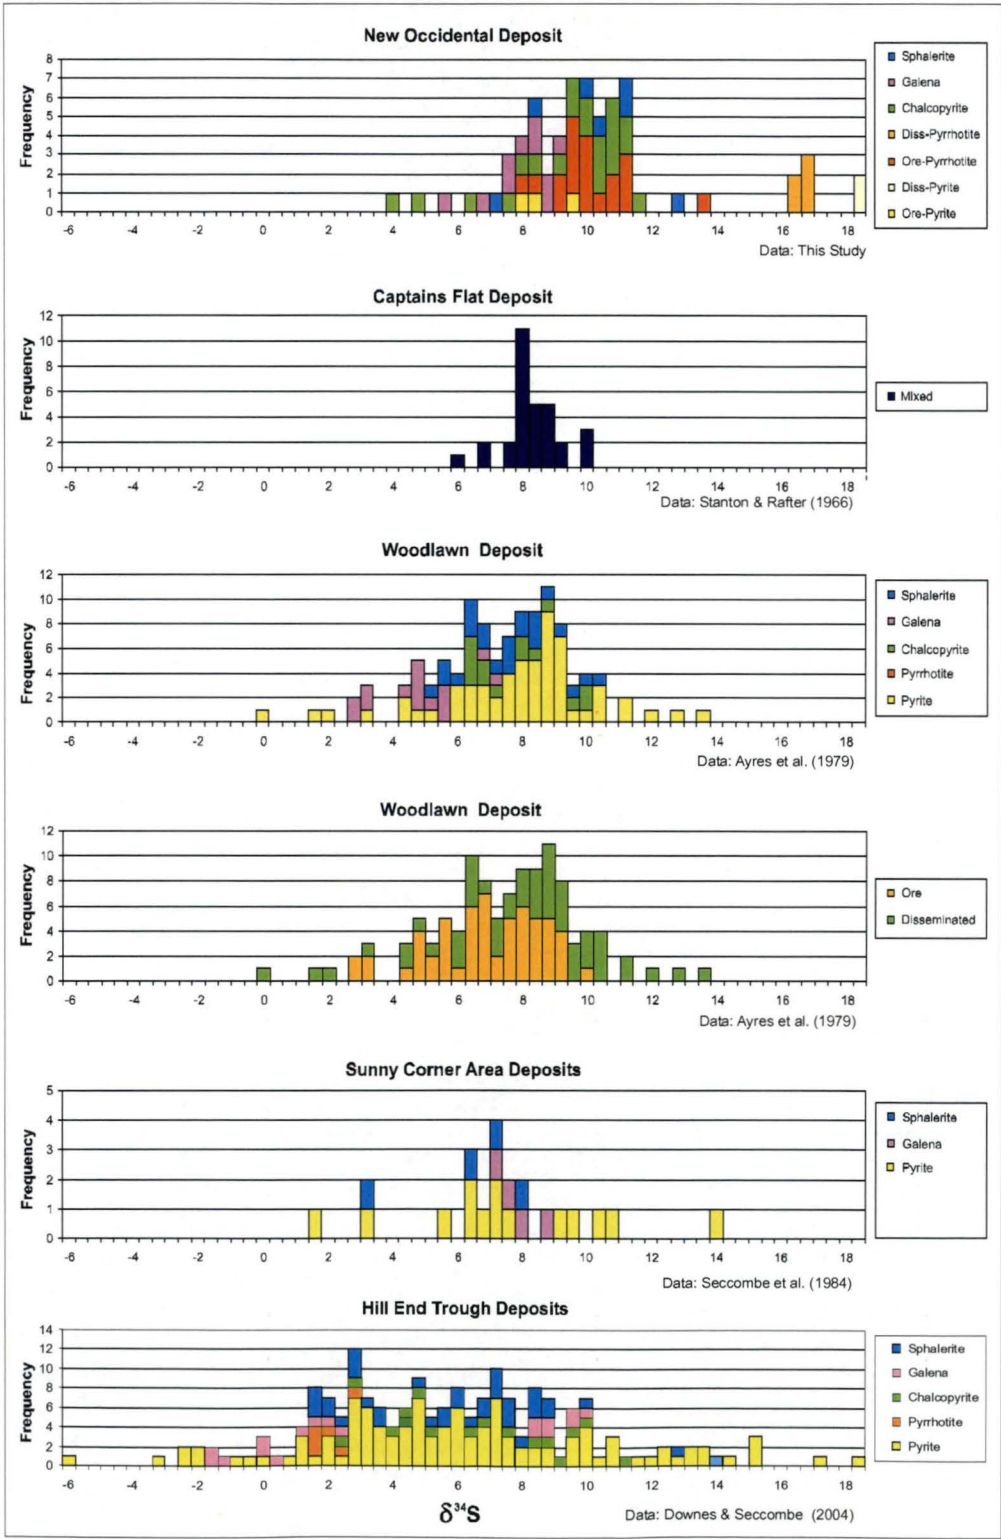 New Occidental Deposit
Frequency
8
7
6
5
4
3
2
1
0
-6 -4 -2 0 2 4 6 8 10 12 14 16 18
Sphalerite
Galena
Chalcopyrite
Diss-Pyrrhotite
Ore-Pyrrhotite
Diss-Pyrite
Ore-Pyrite
Data: This Study
Captains Flat Deposit
Frequency
12
10
8
6
4
2
0
-6 -4 -2 0 2 4 6 8 10 12 14 16 18
Mixed
Data: Stanton & Rafter (1966)
Woodlawn Deposit
Frequency
12
10
8
6
4
2
0
-6 -4 -2 0 2 4 6 8 10 12 14 16 18
Sphalerite
Galena
Chalcopyrite
Pyrrhotite
Pyrite
Data: Ayres et al. (1979)
Woodlawn Deposit
Frequency
12
10
8
6
4
2
0
-6 -4 -2 0 2 4 6 8 10 12 14 16 18
Ore
Disseminated
Data: Ayres et al. (1979)
Sunny Corner Area Deposits
Frequency
5
4
3
2
1
0
-6 -4 -2 0 2 4 6 8 10 12 14 16 18
Sphalerite
Galena
Pyrite
Data: Seccombe et al. (1984)
Hill End Trough Deposits
Frequency
14
12
10
8
6
4
2
0
-6 -4 -2 0 2 4 6 8 10 12 14 16 18
Sphalerite
Galena
Chalcopyrite
Pyrrhotite
Pyrite
δ³⁴S
Data: Downes & Seccombe (2004)